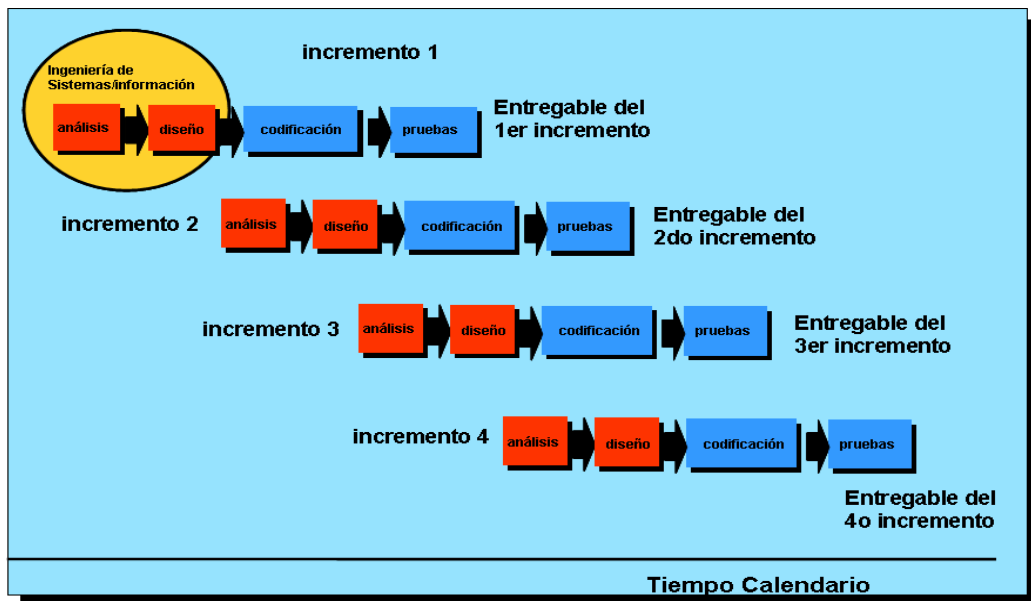 incremento 1
Ingeniería de
Sistemas/información
análisis
diseño
codificación
pruebas
Entregable del
1er incremento
incremento 2
análisis
diseño
codificación
pruebas
Entregable del
2do incremento
incremento 3
análisis
diseño
codificación
pruebas
Entregable del
3er incremento
incremento 4
análisis
diseño
codificación
pruebas
Entregable del
4o incremento
Tiempo Calendario